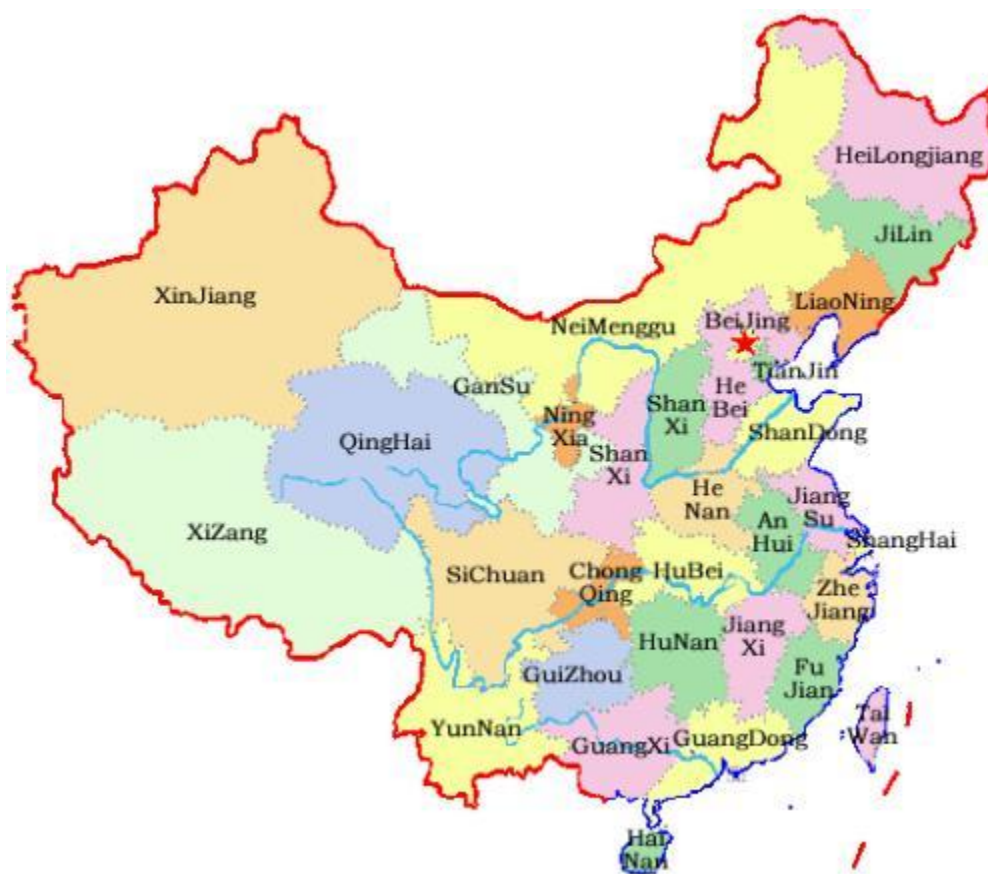 HeiLongjiang
JiLin
XinJiang
LiaoNing
BeiJing
NeiMenggu
TianJin
GanSu
He
Bei
Shan
Xi
Ning
Xia
ShanDong
QingHai
Shan
Xi
He
Nan
Jiang
Su
An
Hui
XiZang
ShangHai
SiChuan
Chong
Qing
HuBei
Zhe
Jiang
HuNan
Jiang
Xi
GuiZhou
Fu
Jian
YunNan
GuangXi
GuangDong
Tai
Wan
Hai
Nan